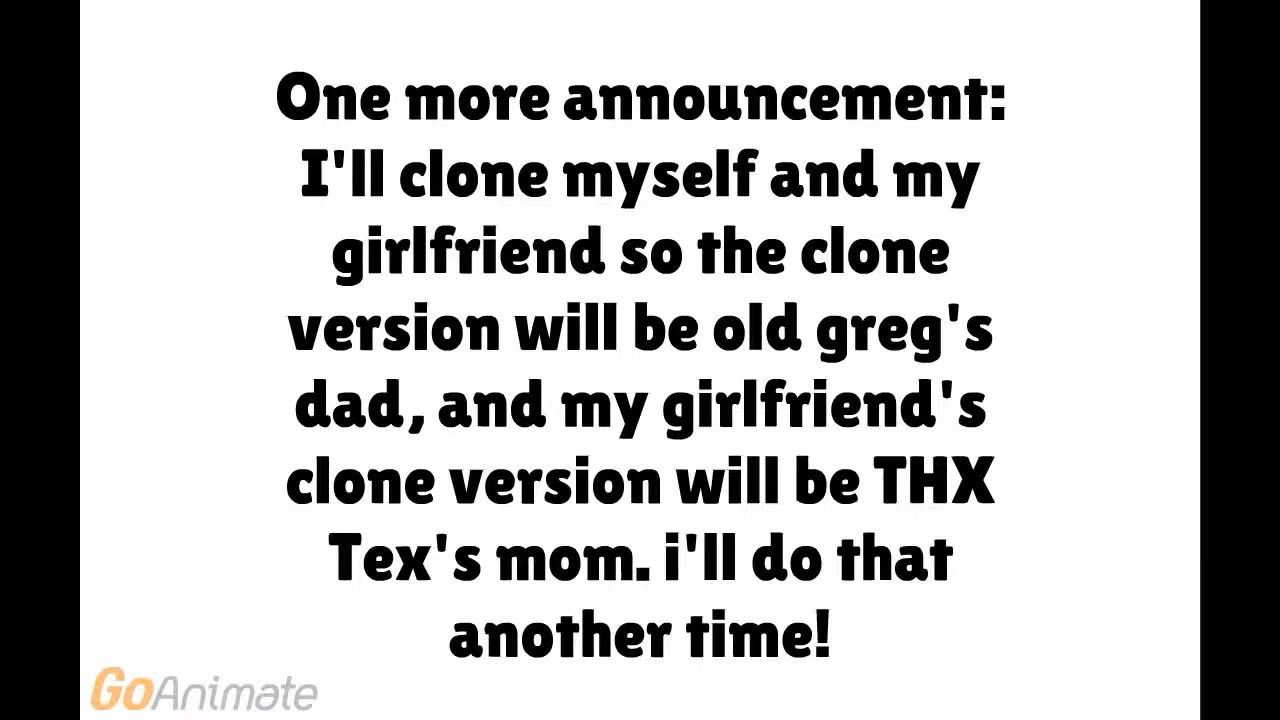 One more announcement:
I'll clone myself and my
girlfriend so the clone
version will be old greg's
dad, and my girlfriend's
clone version will be THX
Tex's mom. i'll do that
another time!
GoAnimate